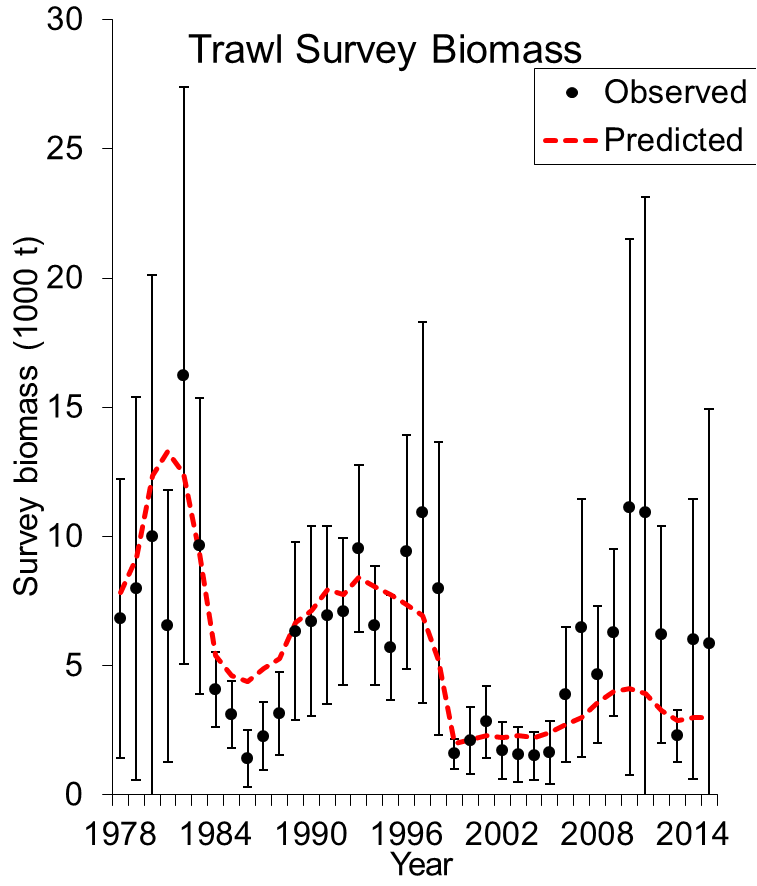 Trawl Survey Biomass
Observed
Predicted
30
25
20
15
10
5
0
Survey biomass (1000 t)
1978 1984 1990 1996 2002 2008 2014
Year